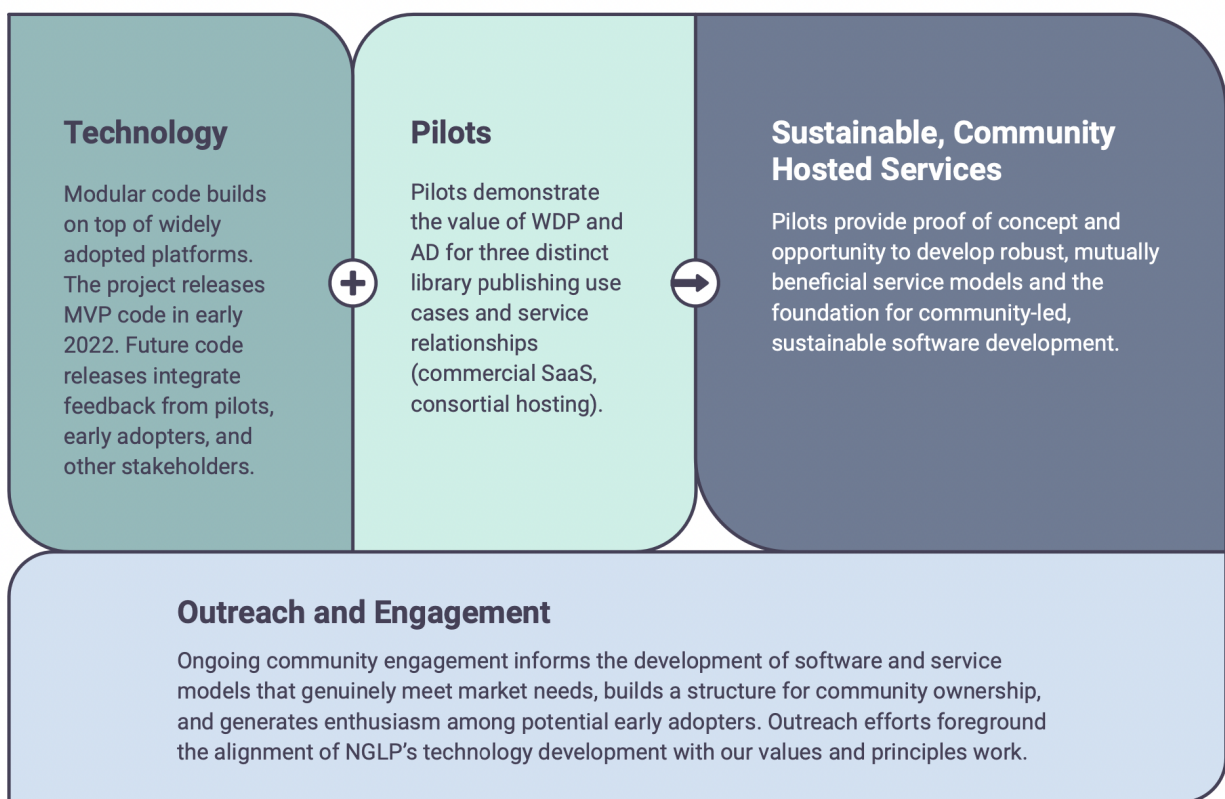 Technology
Modular code builds
on top of widely
adopted platforms.
The project releases
MVP code in early
2022. Future code
releases integrate
feedback from pilots,
early adopters, and
other stakeholders.
Pilots
Pilots demonstrate
the value of WDP and
AD for three distinct
library publishing use
cases and service
relationships
(commercial SaaS,
consortial hosting).
Sustainable, Community
Hosted Services
Pilots provide proof of concept and
opportunity to develop robust, mutually
beneficial service models and the
foundation for community-led,
sustainable software development.
Outreach and Engagement
Ongoing community engagement informs the development of software and service
models that genuinely meet market needs, builds a structure for community ownership,
and generates enthusiasm among potential early adopters. Outreach efforts foreground
the alignment of NGLP’s technology development with our values and principles work.